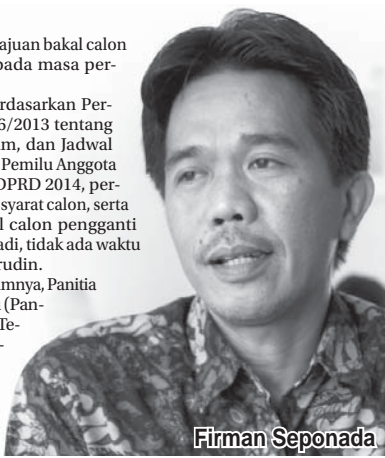 ajuan bakal calon
pada masa per-
rdasarkan Per-
6/2013 tentang
m, dan Jadwal
Pemilu Anggota
DPRD 2014, per-
syarat calon, serta
l calon pengganti
adi, tidak ada waktu
rudin.
mnya, Panitia
(Pan-
Te-
-
Firman Seponada